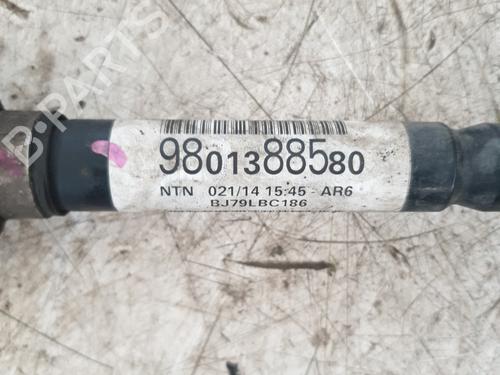 B-PARTS
9801388580
NTN 021/14 15:45 - AR6
BJ79LBC186